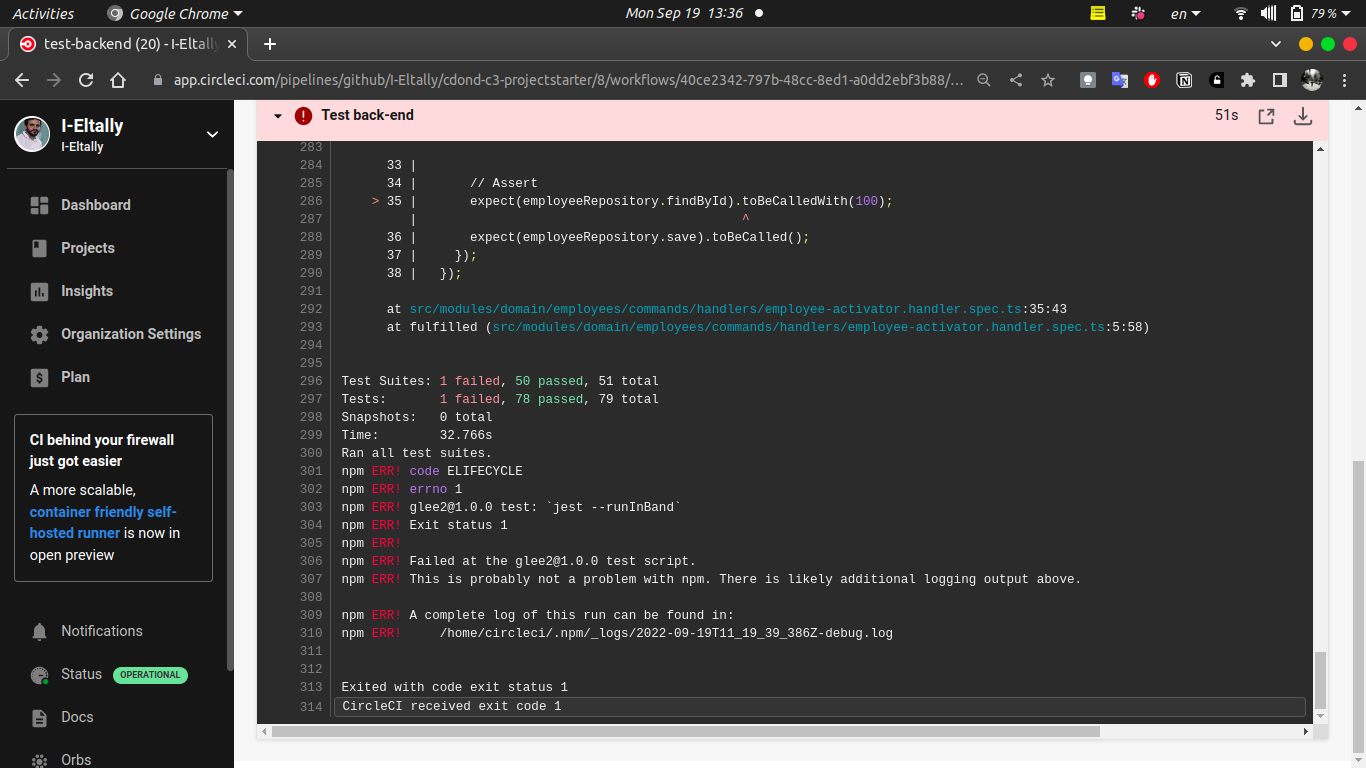 Activities
Google Chrome
Mon Sep 19 13:36
en
79 %
test-backend (20) - I-Eltally
app.circleci.com/pipelines/github/I-Eltally/cdond-c3-projectstarter/8/workflows/40ce2342-797b-48cc-8ed1-a0dd2ebf3b88/...
I-Eltally
I-Eltally
Dashboard
Projects
Insights
Organization Settings
Plan
CI behind your firewall
just got easier
A more scalable,
container friendly self-
hosted runner is now in
open preview
Notifications
Status OPERATIONAL
Docs
Orbs
Test back-end
51s
283
284 33 |
285 34 | // Assert
286 > 35 | expect(employeeRepository.findById).toBeCalledWith(100);
287 | ^
288 36 | expect(employeeRepository.save).toBeCalled();
289 37 | });
290 38 | });
291
292 at src/modules/domain/employees/commands/handlers/employee-activator.handler.spec.ts:35:43
293 at fulfilled (src/modules/domain/employees/commands/handlers/employee-activator.handler.spec.ts:5:58)
294
295
296 Test Suites: 1 failed, 50 passed, 51 total
297 Tests: 1 failed, 78 passed, 79 total
298 Snapshots: 0 total
299 Time: 32.766s
300 Ran all test suites.
301 npm ERR! code ELIFECYCLE
302 npm ERR! errno 1
303 npm ERR! glee2@1.0.0 test: `jest --runInBand`
304 npm ERR! Exit status 1
305 npm ERR!
306 npm ERR! Failed at the glee2@1.0.0 test script.
307 npm ERR! This is probably not a problem with npm. There is likely additional logging output above.
308
309 npm ERR! A complete log of this run can be found in:
310 npm ERR! /home/circleci/.npm/_logs/2022-09-19T11_19_39_386Z-debug.log
311
312
313 Exited with code exit status 1
314 CircleCI received exit code 1